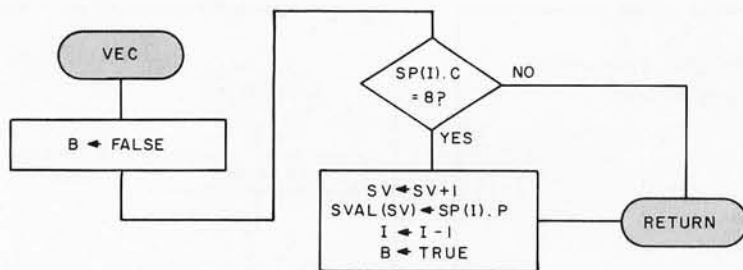 VEC
B ← FALSE
SP(I).C
= 8?
NO
YES
SV ← SV+1
SVAL(SV) ← SP(I).P
I ← I-1
B ← TRUE
RETURN